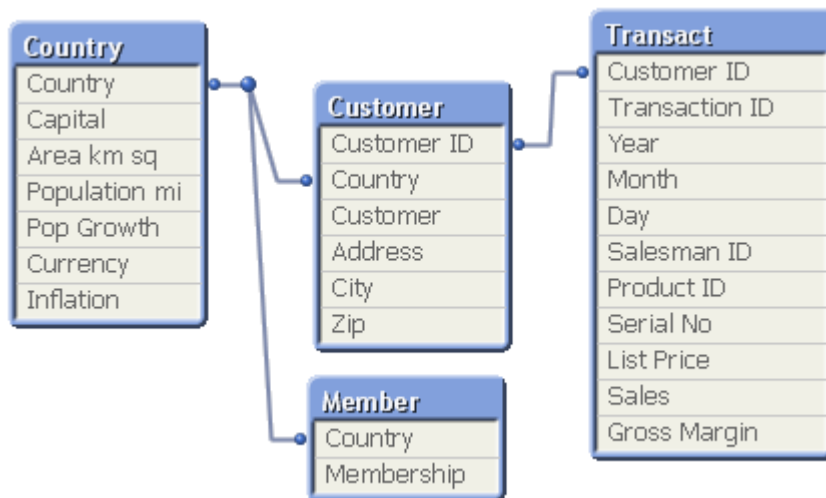 Country
Country
Capital
Area km sq
Population mi
Pop Growth
Currency
Inflation
Customer
Customer ID
Country
Customer
Address
City
Zip
Member
Country
Membership
Transact
Customer ID
Transaction ID
Year
Month
Day
Salesman ID
Product ID
Serial No
List Price
Sales
Gross Margin